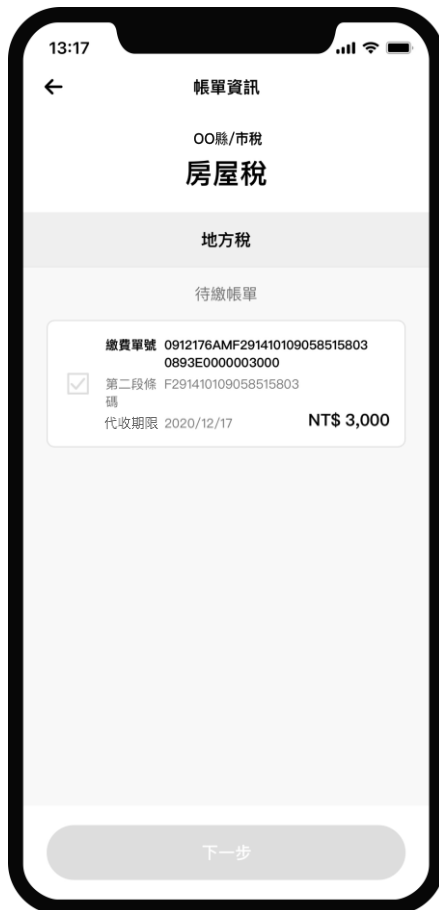 13:17
帳單資訊
OO縣/市稅
房屋稅
地方稅
待繳帳單
繳費單號 0912176AMF291410109058515803
0893E0000003000
第二段條 F291410109058515803
碼
代收期限 2020/12/17 NT$ 3,000
下一步